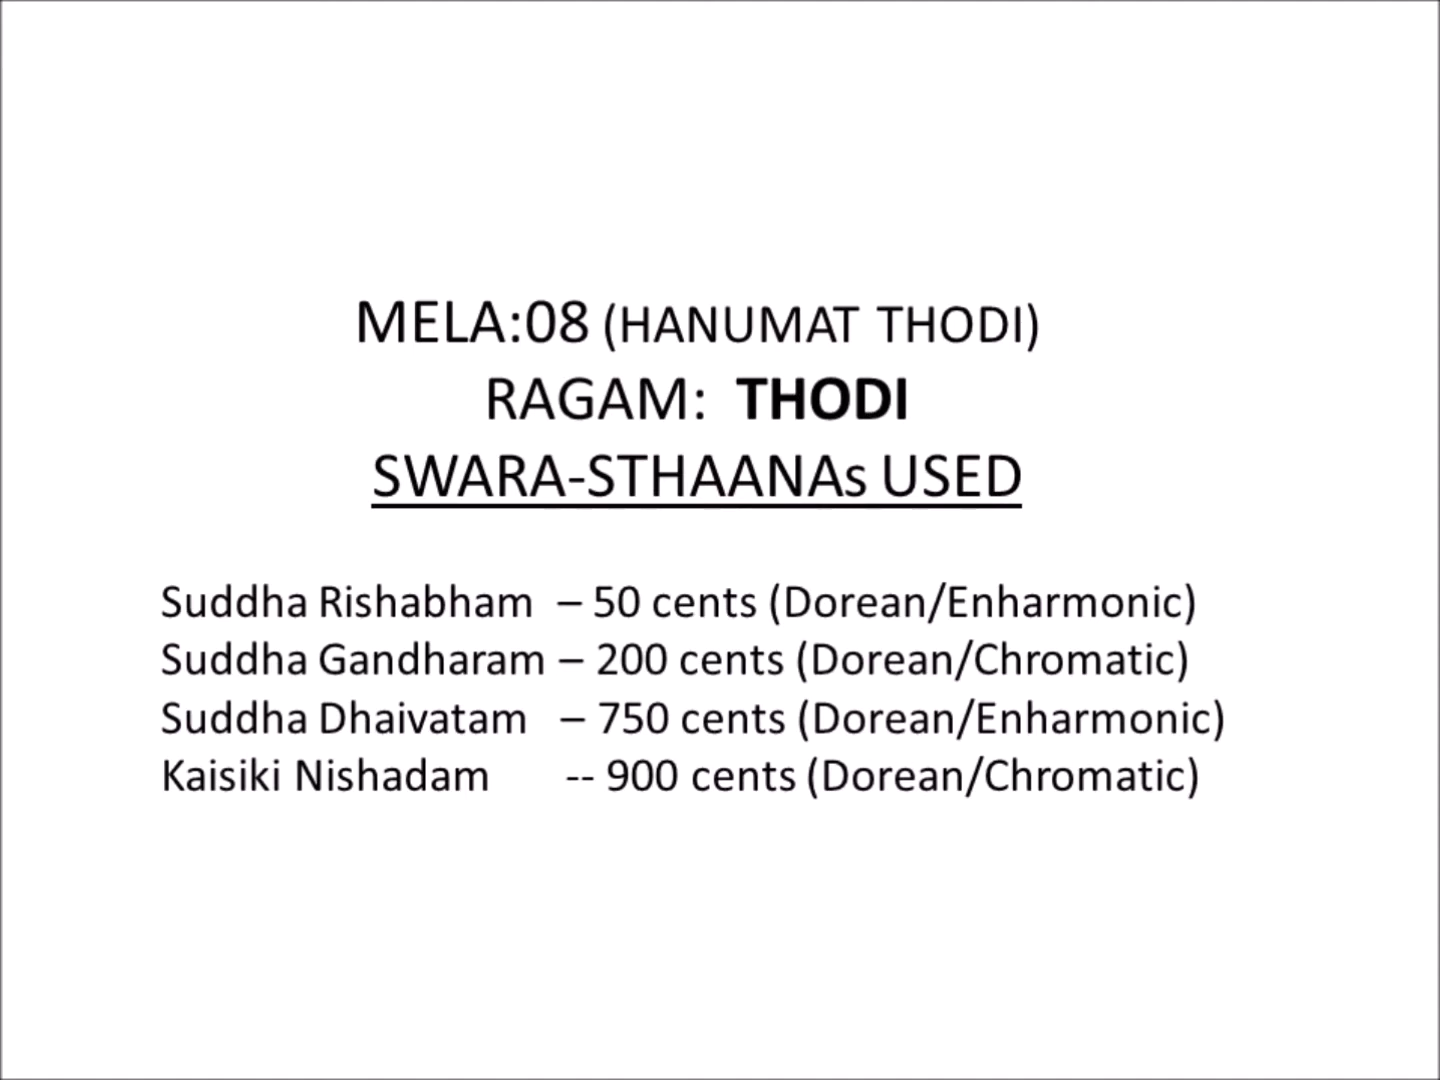 MELA:08 (HANUMAT THODI)
RAGAM: THODI
SWARA-STHAANAs USED
Suddha Rishabham – 50 cents (Dorean/Enharmonic)
Suddha Gandharam – 200 cents (Dorean/Chromatic)
Suddha Dhaivatam – 750 cents (Dorean/Enharmonic)
Kaisiki Nishadam -- 900 cents (Dorean/Chromatic)